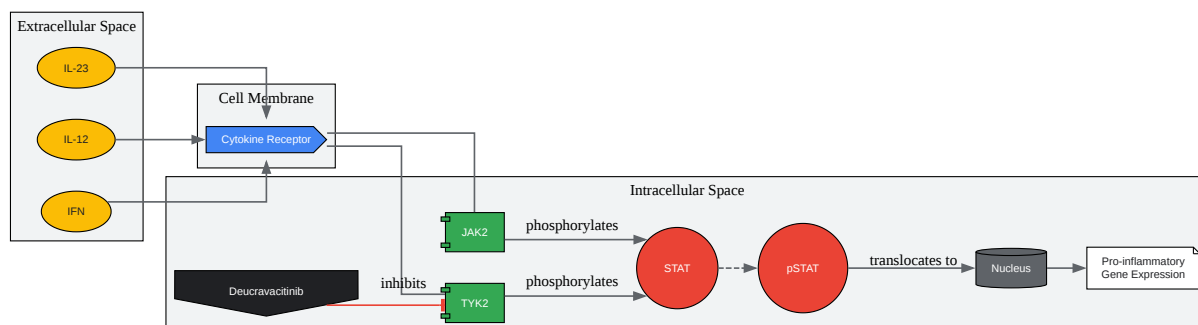 Extracellular Space
IL-23
IL-12
IFN
Cell Membrane
Cytokine Receptor
Intracellular Space
JAK2
phosphorylates
STAT
pSTAT
translocates to
Nucleus
Pro-inflammatory
Gene Expression
Deucravacitinib
inhibits
TYK2
phosphorylates